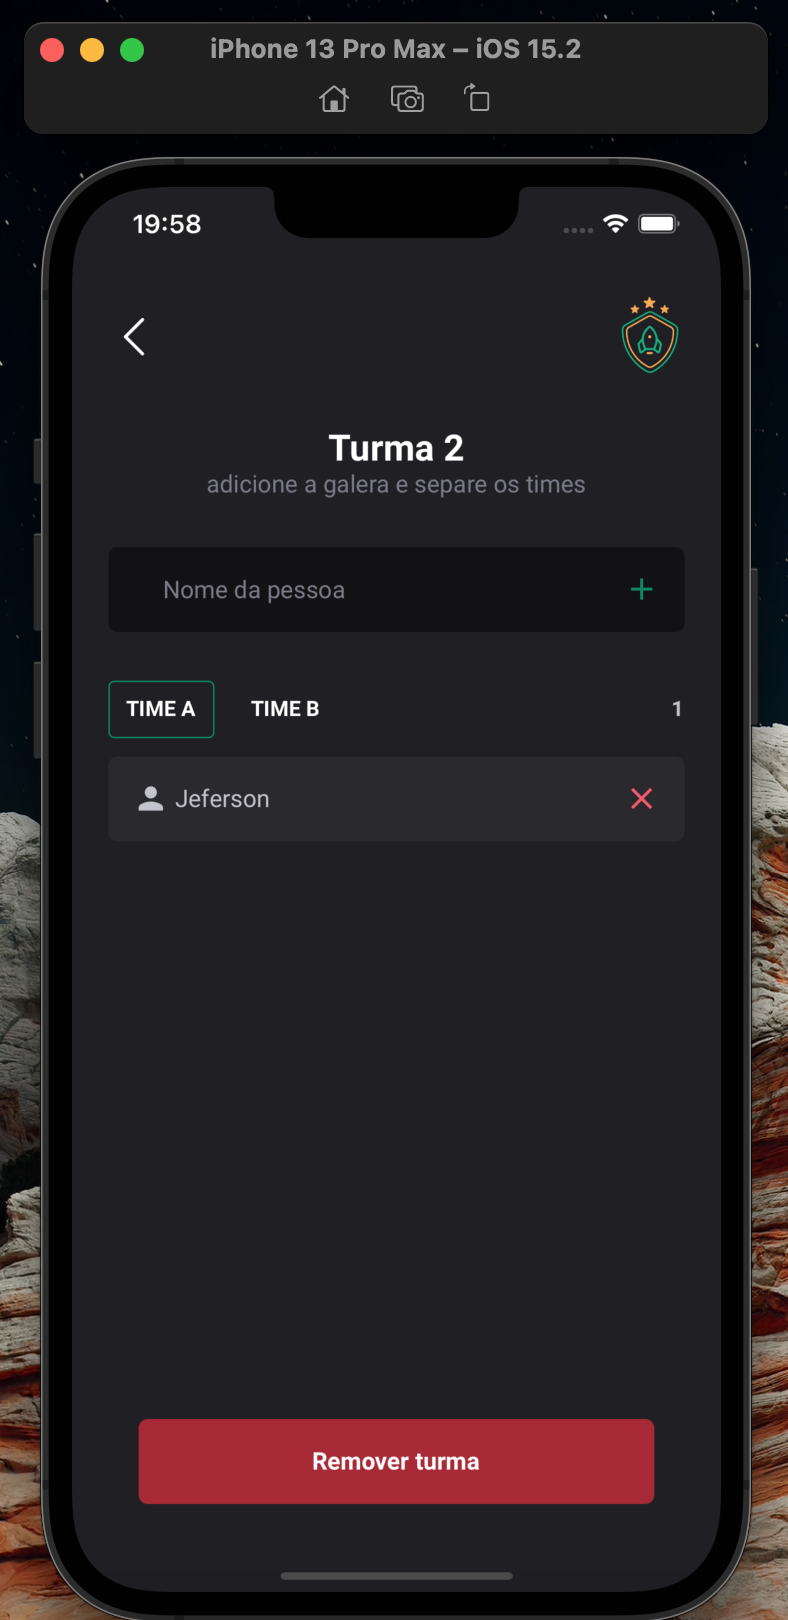 iPhone 13 Pro Max – iOS 15.2
19:58
Turma 2
adicione a galera e separe os times
Nome da pessoa
TIME A TIME B 1
Jeferson
Remover turma